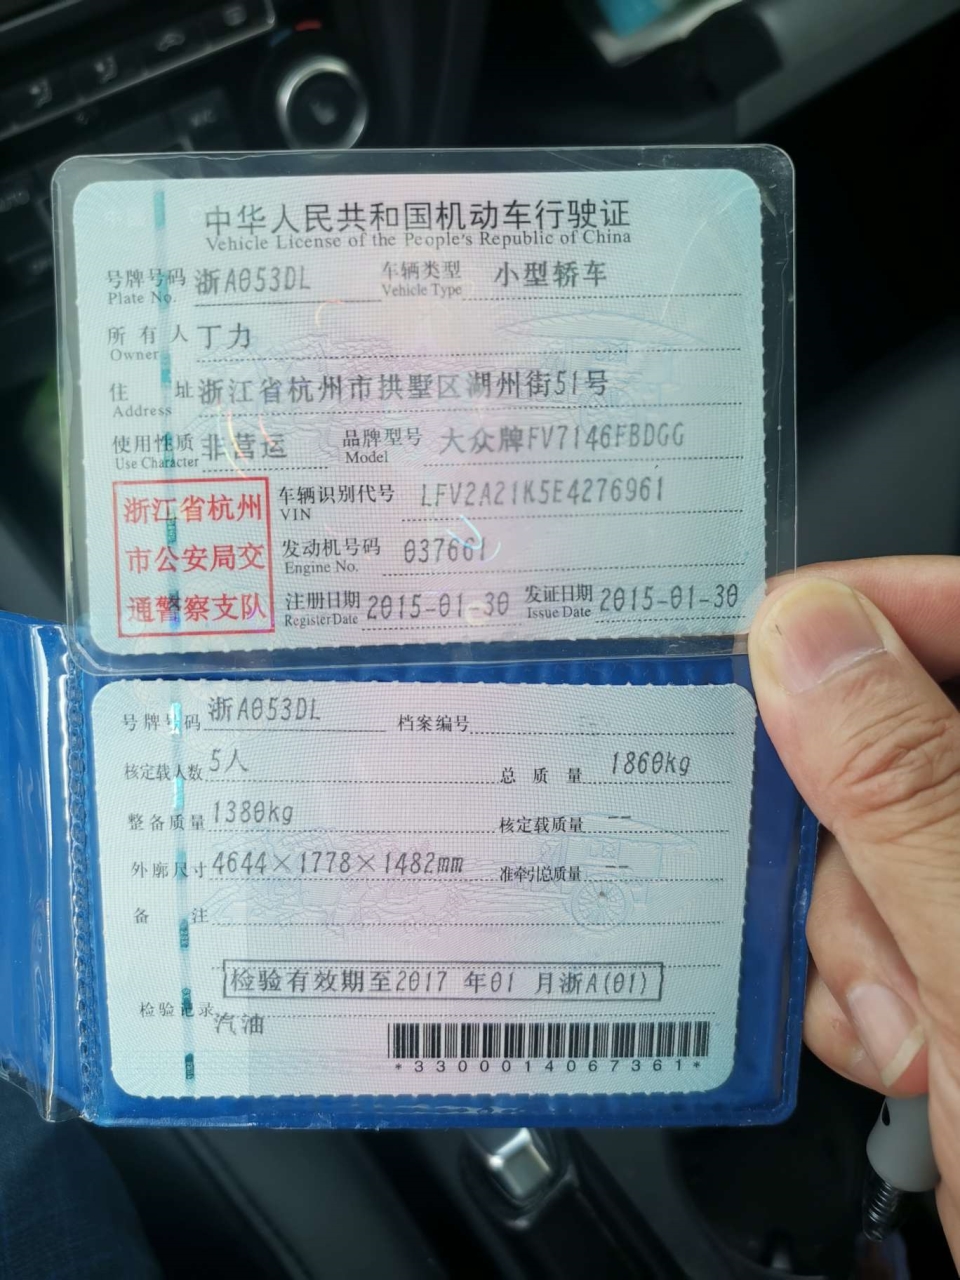 中华人民共和国机动车行驶证
Vehicle License of the People's Republic of China
号牌号码 浙A053DL 车辆类型 小型轿车
Plate No. Vehicle Type
所有人 丁力
Owner
住址 浙江省杭州市拱墅区湖州街51号
Address
使用性质 非营运 品牌型号 大众牌FV7146FBDGG
Use Character Model
浙江省杭州
市公安局交
通警察支队
车辆识别代号 LFV2A21K5E4276961
VIN
发动机号码 037661
Engine No.
注册日期 2015-01-30 发证日期 2015-01-30
Register Date Issue Date
号牌号码 浙A053DL 档案编号
核定载人数 5人 总质量 1860kg
整备质量 1380kg 核定载质量 --
外廓尺寸 4644×1778×1482mm 准牵引总质量 --
备注
检验有效期至2017年01月浙A(01)
检验记录
汽油
*3300014067361*